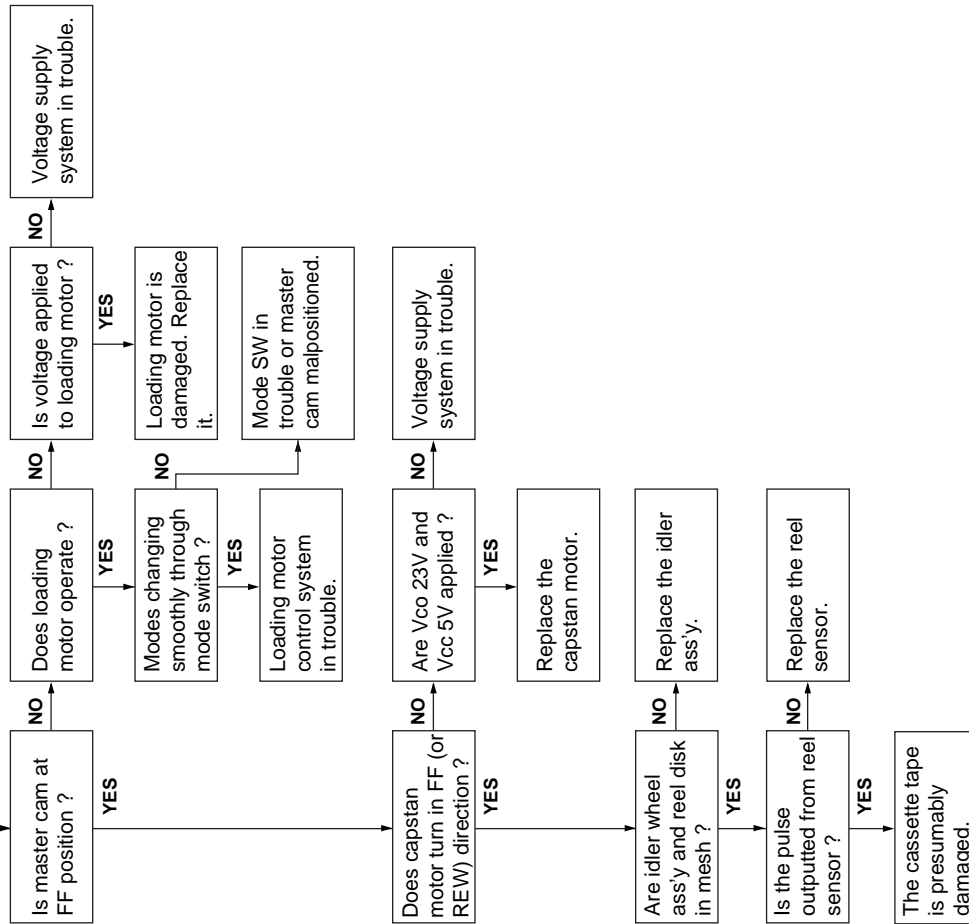 Is master cam at
FF position ?
NO
Does loading
motor operate ?
NO
Is voltage applied
to loading motor ?
NO
Voltage supply
system in trouble.
YES
YES
YES
Modes changing
smoothly through
mode switch ?
NO
Loading motor is
damaged. Replace
it.
YES
Mode SW in
trouble or master
cam malpositioned.
Loading motor
control system
in trouble.
Does capstan
motor turn in FF (or
REW) direction ?
NO
Are Vco 23V and
Vcc 5V applied ?
NO
Voltage supply
system in trouble.
YES
YES
Replace the
capstan motor.
Are idler wheel
ass'y and reel disk
in mesh ?
NO
Replace the idler
ass'y.
YES
Is the pulse
outputted from reel
sensor ?
NO
Replace the reel
sensor.
YES
The cassette tape
is presumably
damaged.